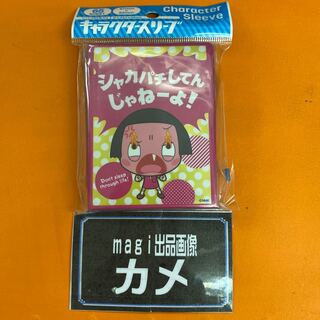 Character
Sleeve
キャラクタースリーブ
シャカパチしてん
じゃねーよ!
Don't sleep
through life!
©NHK
magi出品画像
カメ